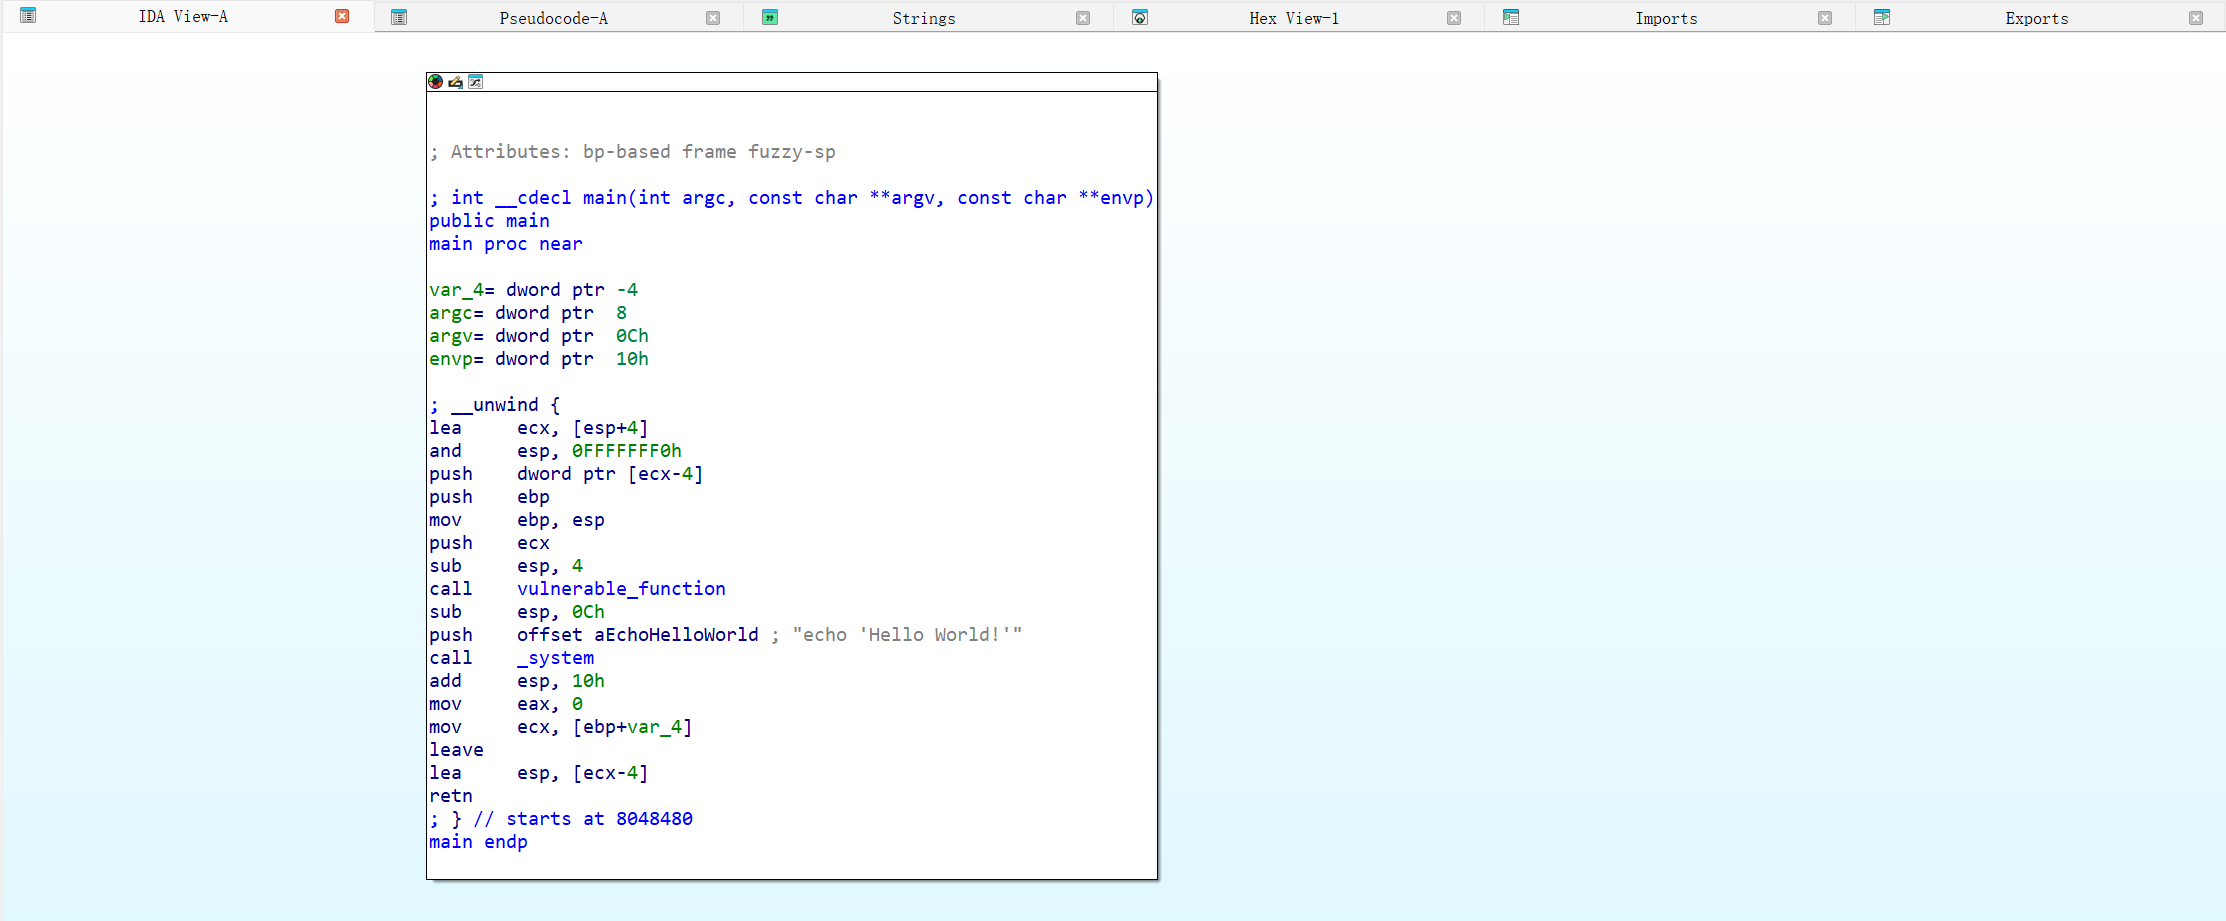 IDA View-A Pseudocode-A Strings Hex View-1 Imports Exports
; Attributes: bp-based frame fuzzy-sp
; int __cdecl main(int argc, const char **argv, const char **envp)
public main
main proc near
var_4= dword ptr -4
argc= dword ptr  8
argv= dword ptr  0Ch
envp= dword ptr  10h
; __unwind {
lea     ecx, [esp+4]
and     esp, 0FFFFFFF0h
push    dword ptr [ecx-4]
push    ebp
mov     ebp, esp
push    ecx
sub     esp, 4
call    vulnerable_function
sub     esp, 0Ch
push    offset aEchoHelloWorld ; "echo 'Hello World!'"
call    _system
add     esp, 10h
mov     eax, 0
mov     ecx, [ebp+var_4]
leave
lea     esp, [ecx-4]
retn
; } // starts at 8048480
main endp